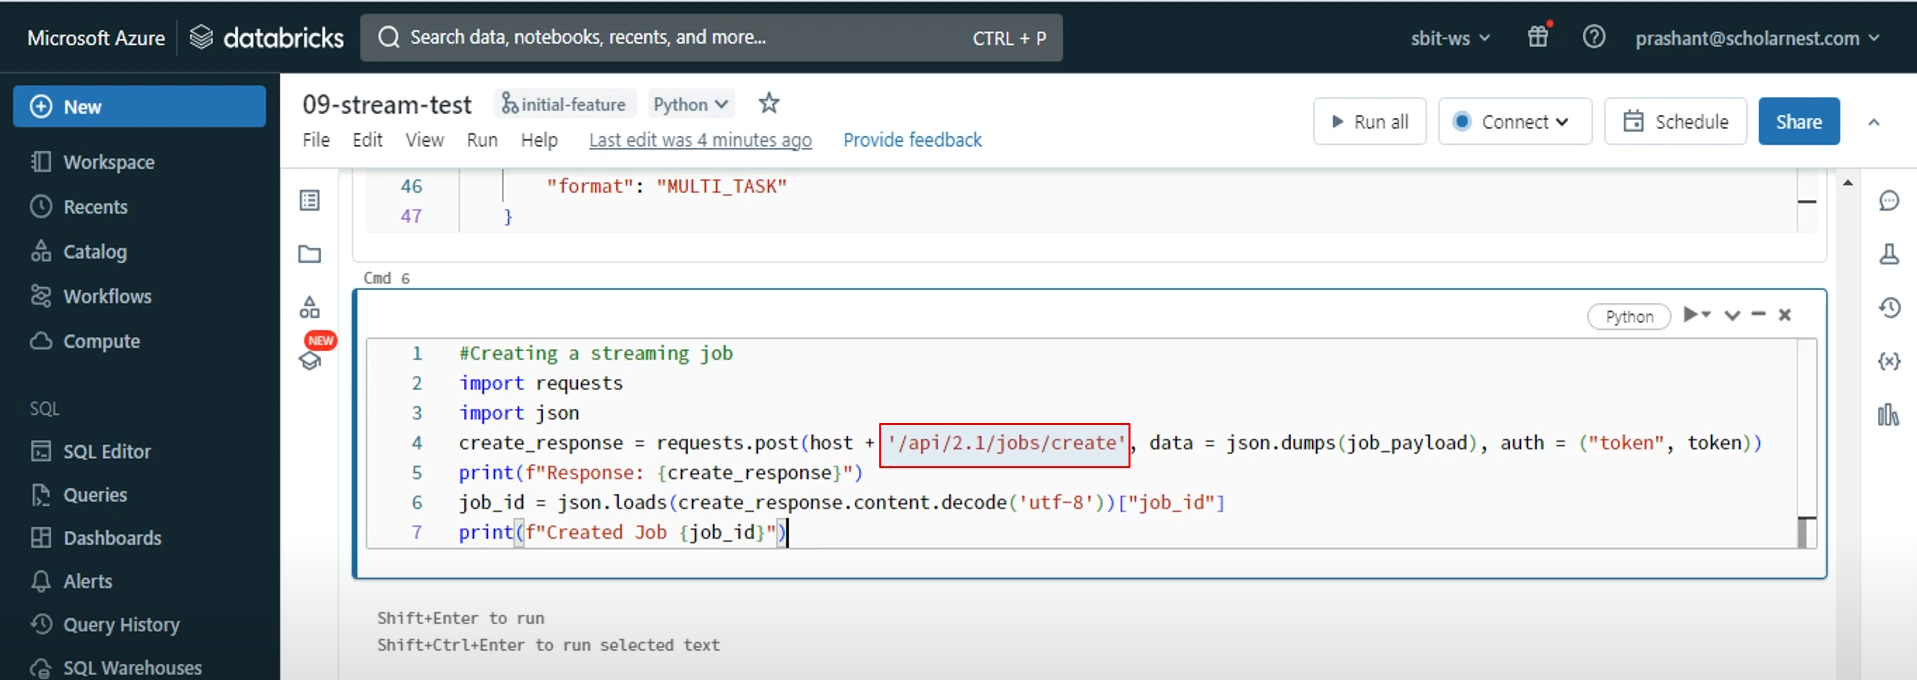 Microsoft Azure databricks Search data, notebooks, recents, and more... CTRL + P sbit-ws prashant@scholarnest.com
New
Workspace
Recents
Catalog
Workflows
Compute
SQL
SQL Editor
Queries
Dashboards
Alerts
Query History
SQL Warehouses
09-stream-test initial-feature Python
File Edit View Run Help Last edit was 4 minutes ago Provide feedback
Run all Connect Schedule Share
NEW
46 "format": "MULTI_TASK"
47 }
Cmd 6
Python
1 #Creating a streaming job
2 import requests
3 import json
4 create_response = requests.post(host + '/api/2.1/jobs/create', data = json.dumps(job_payload), auth = ("token", token))
5 print(f"Response: {create_response}")
6 job_id = json.loads(create_response.content.decode('utf-8'))["job_id"]
7 print(f"Created Job {job_id}")
Shift+Enter to run
Shift+Ctrl+Enter to run selected text